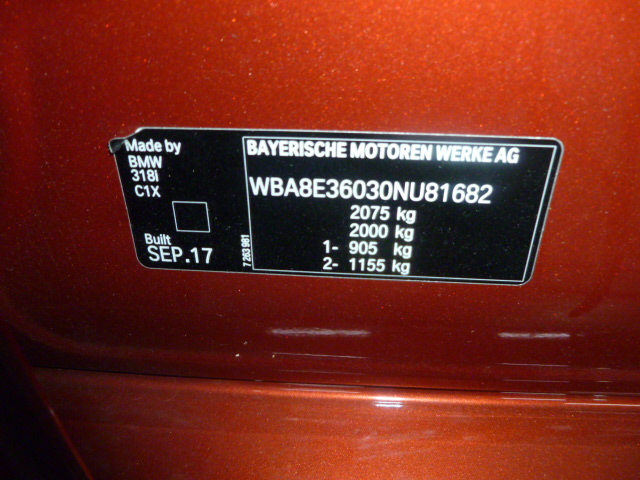 Made by
BMW
318I
C1X
Built
SEP.17
7 263 981
BAYERISCHE MOTOREN WERKE AG
WBA8E36030NU81682
2075 kg
2000 kg
1- 905 kg
2- 1155 kg